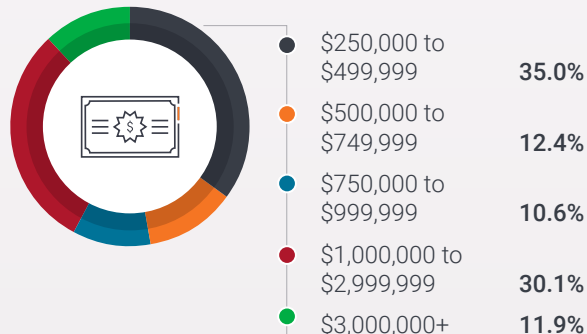 $
$250,000 to
$499,999 35.0%
$500,000 to
$749,999 12.4%
$750,000 to
$999,999 10.6%
$1,000,000 to
$2,999,999 30.1%
$3,000,000+ 11.9%